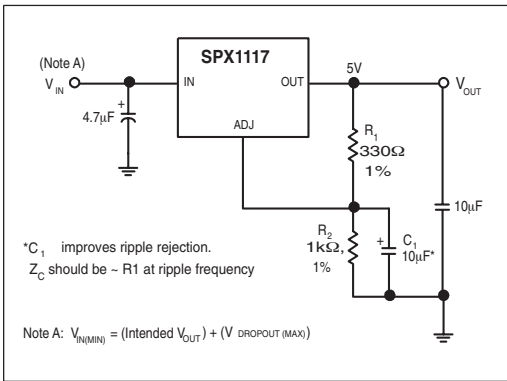 SPX1117
(Note A)
V IN
IN
OUT
5V
V OUT
4.7µF
+
ADJ
R1
330Ω
1%
10µF
R2
1kΩ,
1%
+
C1
10µF*
*C1 improves ripple rejection.
ZC should be ~ R1 at ripple frequency
Note A: VIN(MIN) = (Intended VOUT) + (V DROPOUT (MAX))